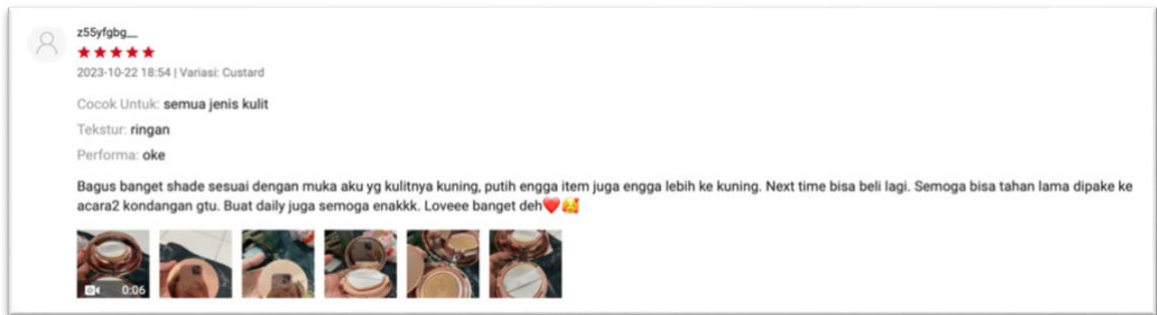 z55yfgbg__
2023-10-22 18:54 | Variasi: Custard
Cocok Untuk: semua jenis kulit
Tekstur: ringan
Performa: oke
Bagus banget shade sesuai dengan muka aku yg kulitnya kuning, putih engga item juga engga lebih ke kuning. Next time bisa beli lagi. Semoga bisa tahan lama dipake ke
acara2 kondangan gtu. Buat daily juga semoga enakkk. Loveee banget deh❤️🥰
0:06